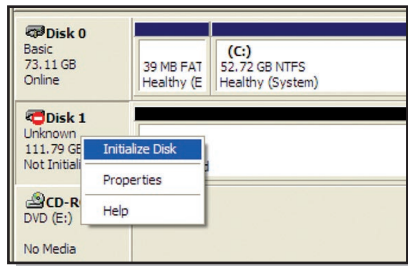 Disk 0
Basic
73.11 GB
Online
39 MB FAT
Healthy (E
(C:)
52.72 GB NTFS
Healthy (System)
Disk 1
Unknown
111.79 GB
Not Initiali
Initialize Disk
Properties
Help
CD-R
DVD (E:)
No Media